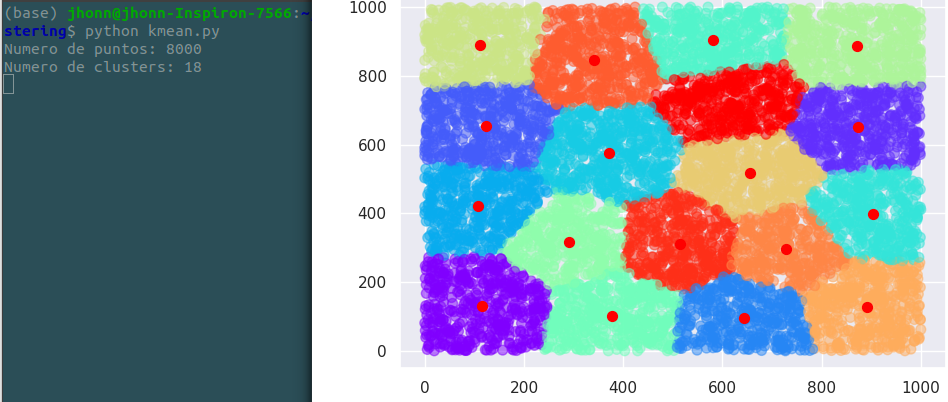 (base) jhonn@jhonn-Inspiron-7566:~
stering$ python kmean.py
Numero de puntos: 8000
Numero de clusters: 18
1000
800
600
400
200
0
0 200 400 600 800 1000